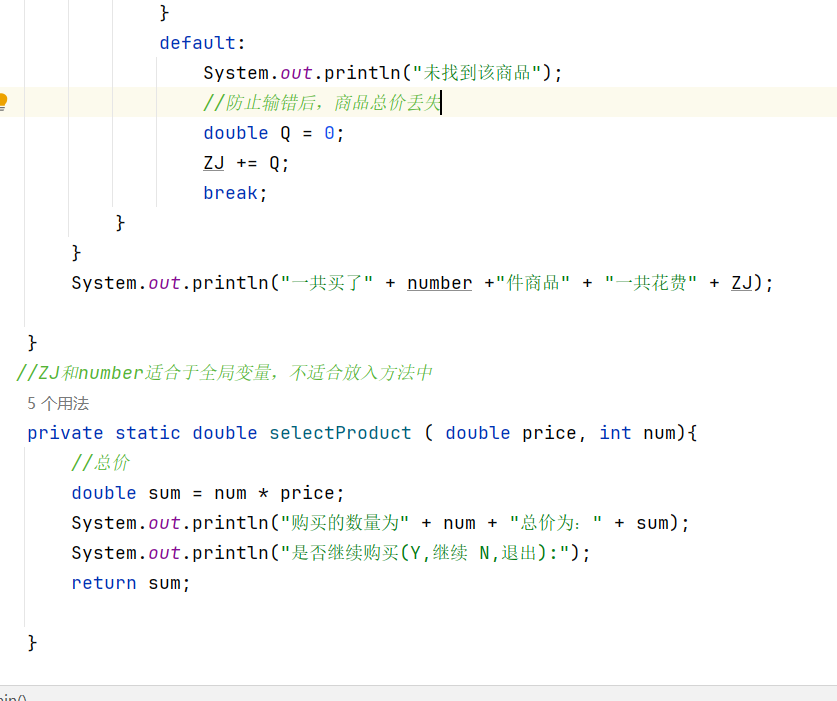 }
default:
System.out.println("未找到该商品");
//防止输错后，商品总价丢失
double Q = 0;
ZJ += Q;
break;
}
}
System.out.println("一共买了" + number +"件商品" + "一共花费" + ZJ);
}
//ZJ和number适合于全局变量，不适合放入方法中
5 个用法
private static double selectProduct ( double price, int num){
//总价
double sum = num * price;
System.out.println("购买的数量为" + num + "总价为：" + sum);
System.out.println("是否继续购买(Y,继续 N,退出):");
return sum;
}